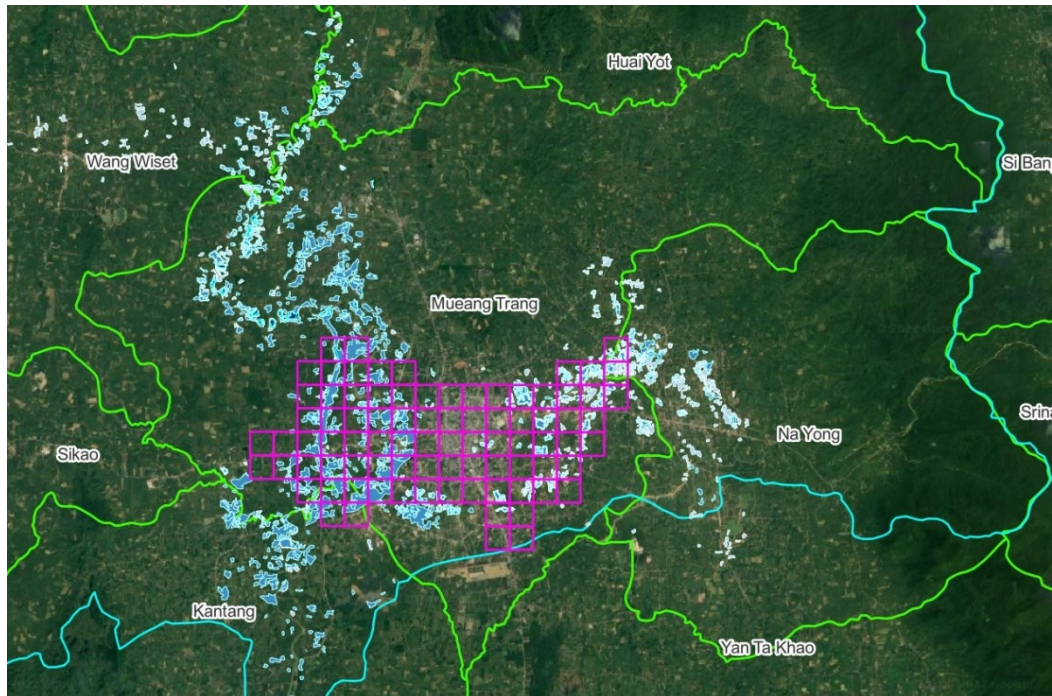 Huai Yot
Wang Wiset
Si Ban
Mueang Trang
Srina
Na Yong
Sikao
Kantang
Yan Ta Khao